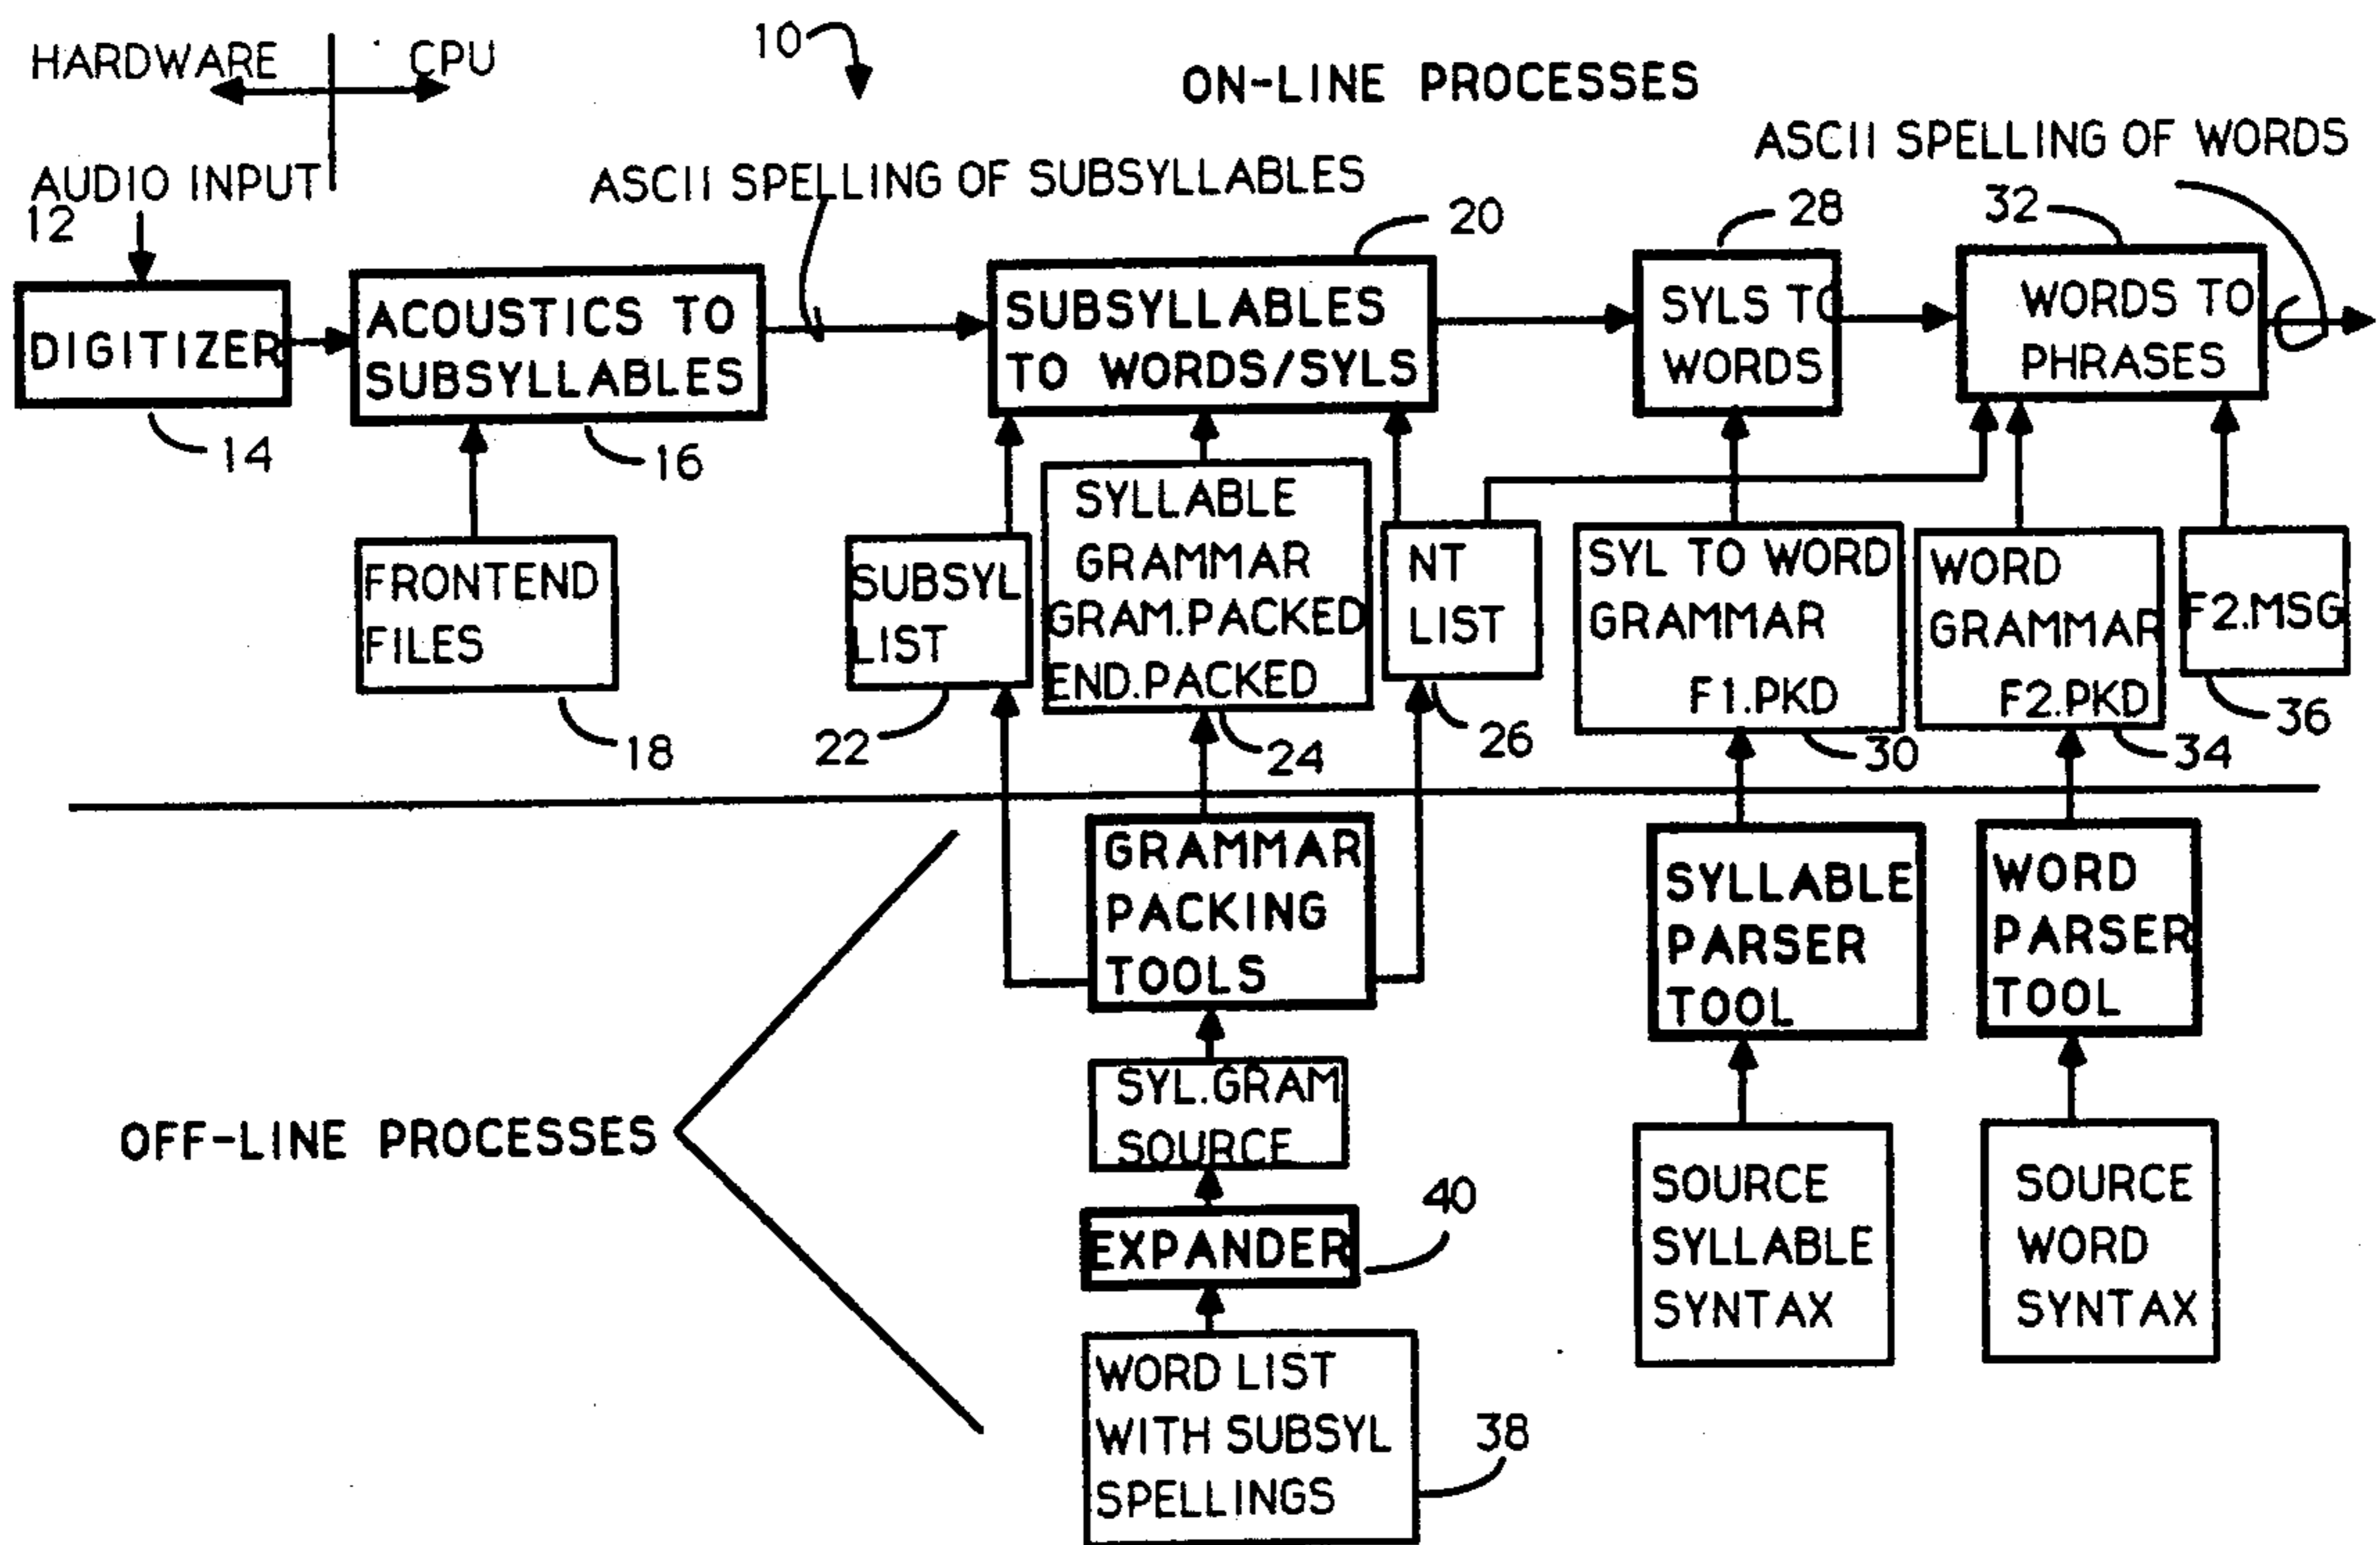 HARDWARE
CPU
10
ON-LINE PROCESSES
AUDIO INPUT
12
ASCII SPELLING OF SUBSYLLABLES
ASCII SPELLING OF WORDS
20
28
32
DIGITIZER
14
ACOUSTICS TO
SUBSYLLABLES
16
SUBSYLLABLES
TO WORDS/SYLS
SYLS TO
WORDS
WORDS TO
PHRASES
FRONTEND
FILES
18
SUBSYL
LIST
22
SYLLABLE
GRAMMAR
GRAM.PACKED
END.PACKED
24
NT
LIST
26
SYL TO WORD
GRAMMAR
F1.PKD
30
WORD
GRAMMAR
F2.PKD
34
F2.MSG
36
GRAMMAR
PACKING
TOOLS
SYLLABLE
PARSER
TOOL
WORD
PARSER
TOOL
OFF-LINE PROCESSES
SYL.GRAM
SOURCE
EXPANDER
40
WORD LIST
WITH SUBSYL
SPELLINGS
38
SOURCE
SYLLABLE
SYNTAX
SOURCE
WORD
SYNTAX